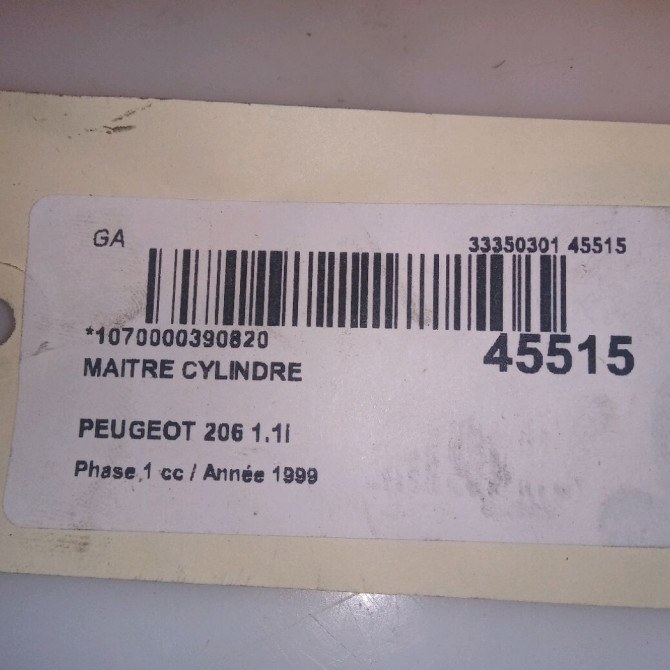 GA
33350301 45515
*1070000390820
45515
MAITRE CYLINDRE
PEUGEOT 206 1.1i
Phase 1 cc / Année 1999